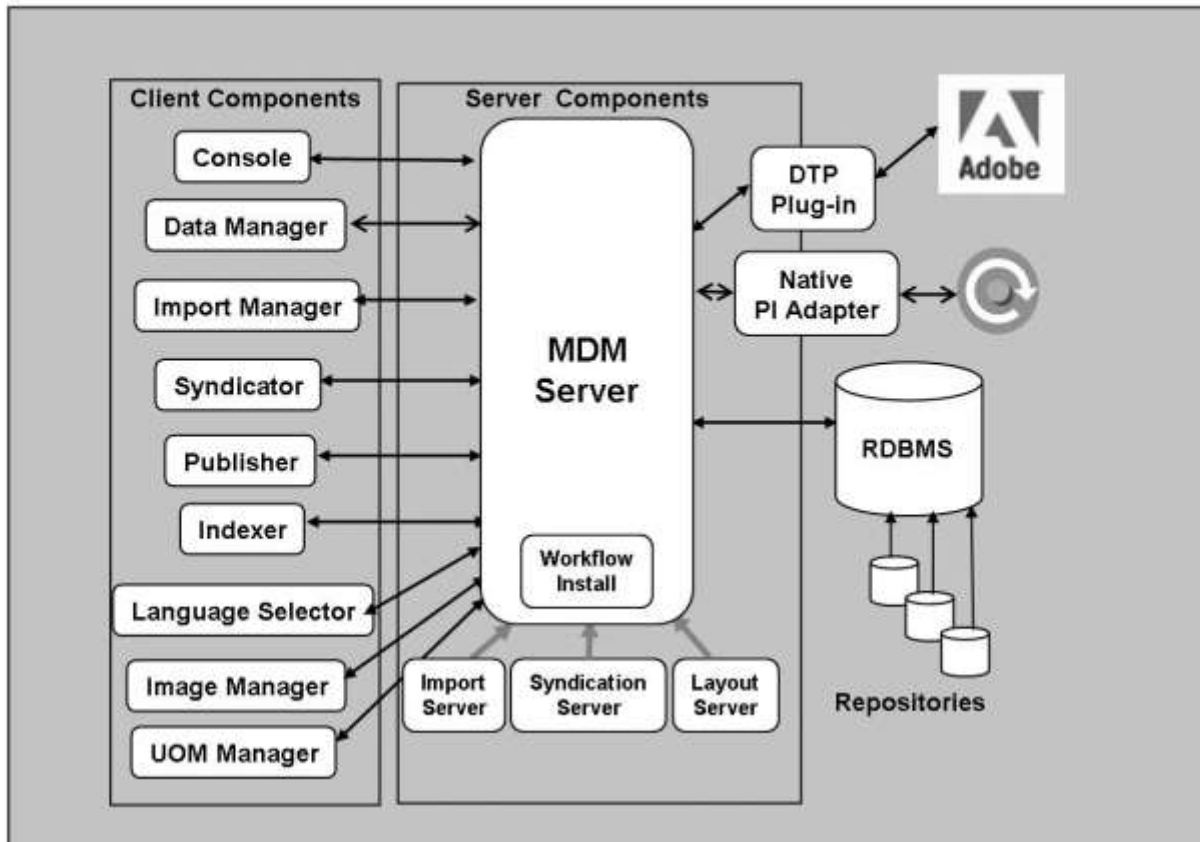 Client Components
Console
Data Manager
Import Manager
Syndicator
Publisher
Indexer
Language Selector
Image Manager
UOM Manager
Server Components
MDM
Server
Workflow
Install
Import
Server
Syndication
Server
Layout
Server
DTP
Plug-in
Native
PI Adapter
Adobe
RDBMS
Repositories